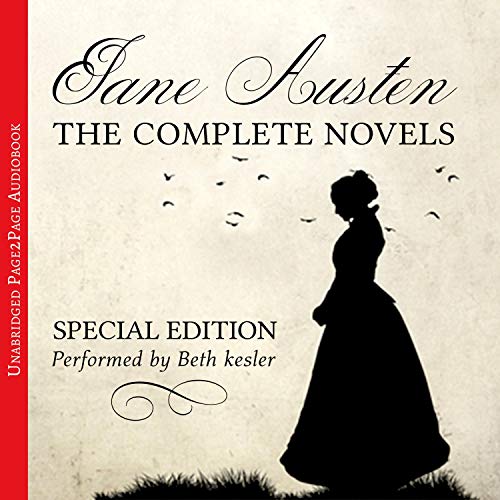 Jane Austen
THE COMPLETE NOVELS
SPECIAL EDITION
Performed by Beth kesler
Unabridged Page2Page Audiobook